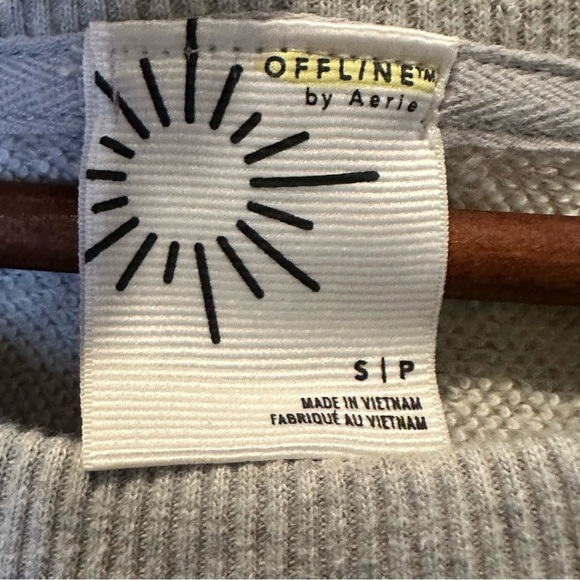 OFFLINE™
by Aerie
S | P
MADE IN VIETNAM
FABRIQUÉ AU VIETNAM